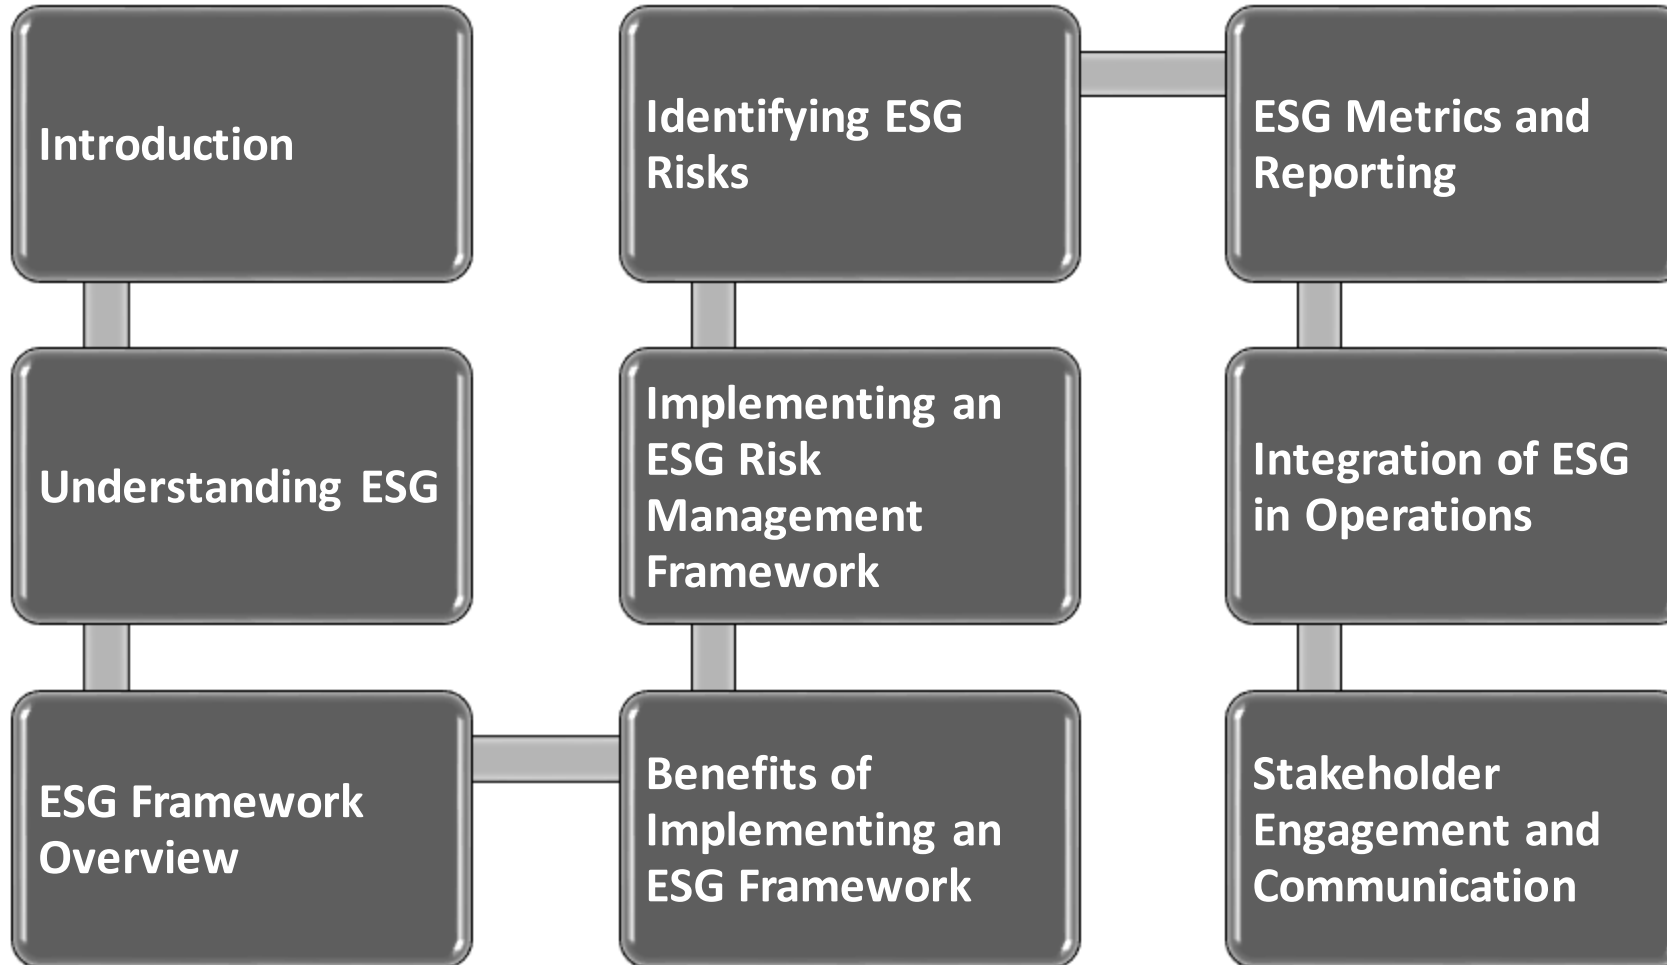 Introduction
Understanding ESG
ESG Framework
Overview
Benefits of
Implementing an
ESG Framework
Implementing an
ESG Risk
Management
Framework
Identifying ESG
Risks
ESG Metrics and
Reporting
Integration of ESG
in Operations
Stakeholder
Engagement and
Communication